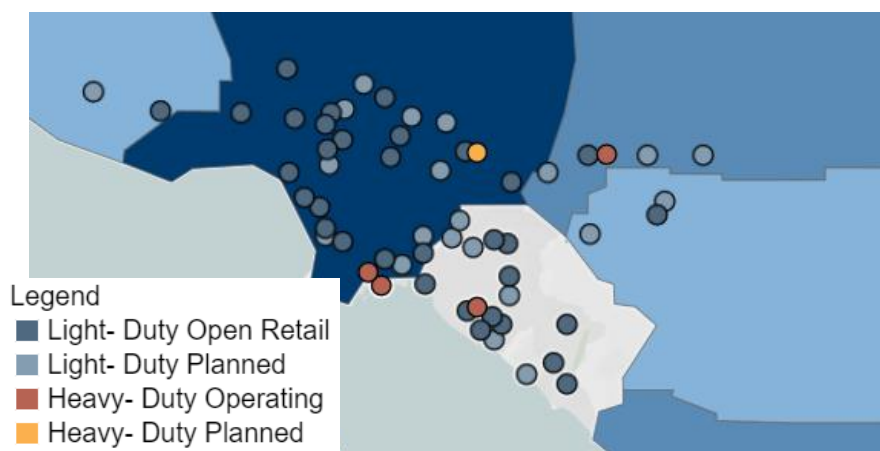 Legend
Light- Duty Open Retail
Light- Duty Planned
Heavy- Duty Operating
Heavy- Duty Planned